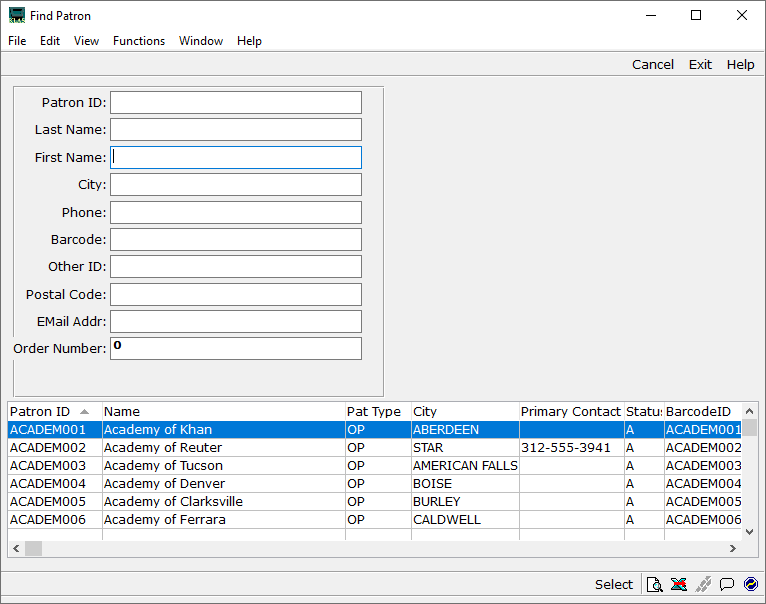 Find Patron
File Edit View Functions Window Help
Cancel Exit Help
Patron ID:
Last Name:
First Name:
City:
Phone:
Barcode:
Other ID:
Postal Code:
EMail Addr:
Order Number: 0
Patron ID Name Pat Type City Primary Contact Statu BarcodeID
ACADEM001 Academy of Khan OP ABERDEEN A ACADEM001
ACADEM002 Academy of Reuter OP STAR 312-555-3941 A ACADEM002
ACADEM003 Academy of Tucson OP AMERICAN FALLS A ACADEM003
ACADEM004 Academy of Denver OP BOISE A ACADEM004
ACADEM005 Academy of Clarksville OP BURLEY A ACADEM005
ACADEM006 Academy of Ferrara OP CALDWELL A ACADEM006
Select